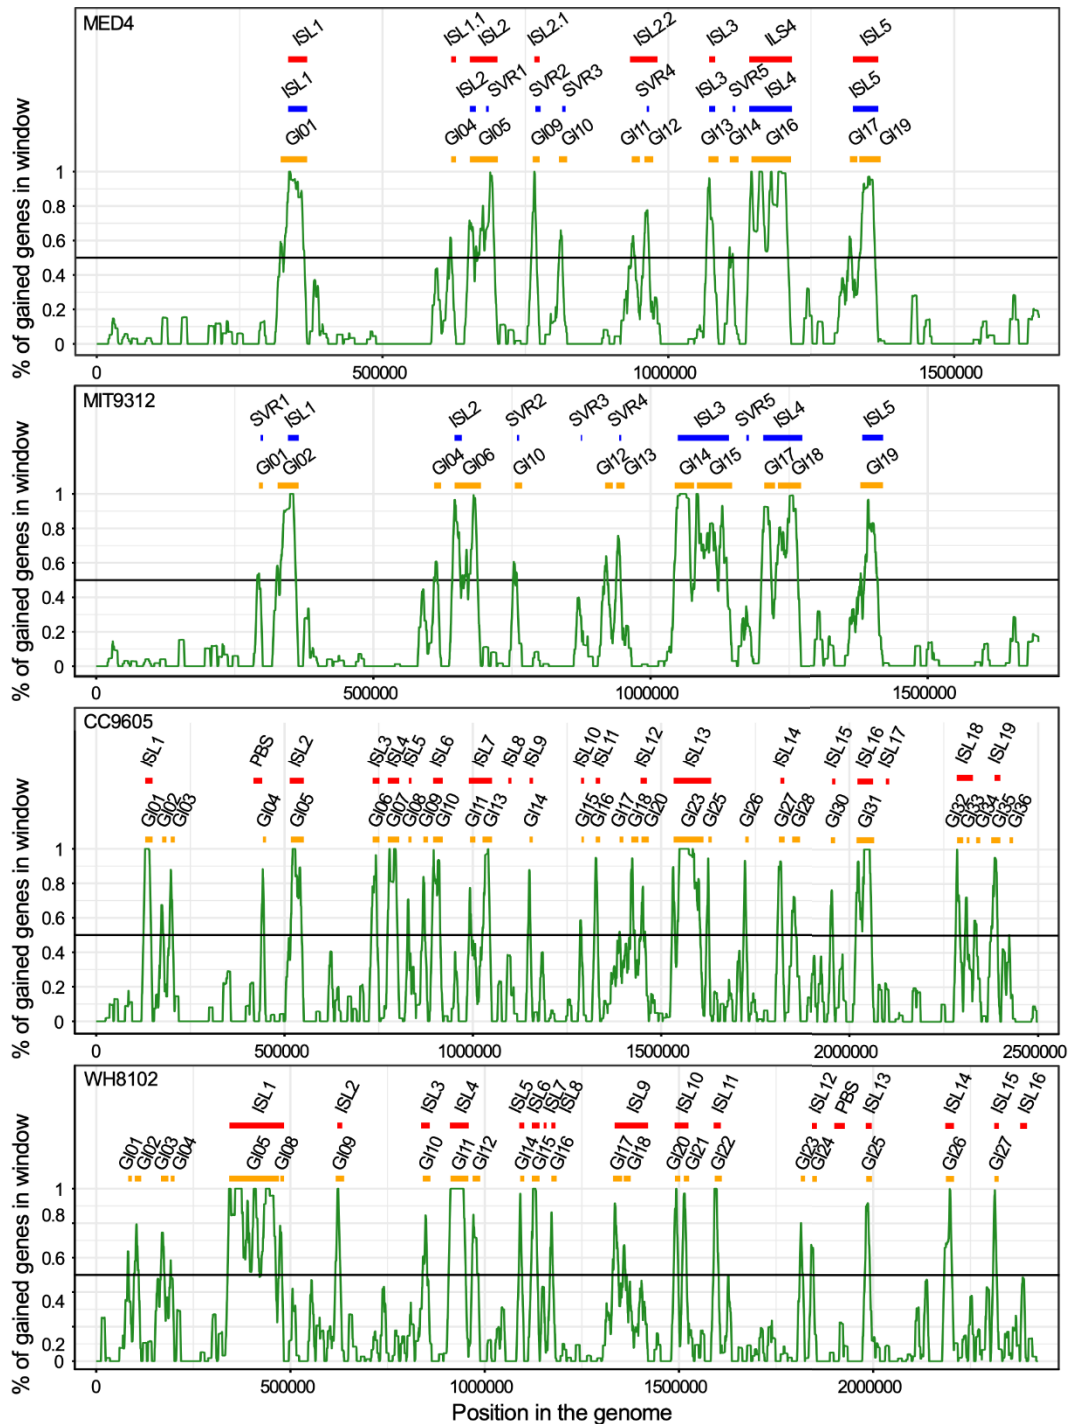 MED4
ISL1 ISL1.1 ISL2 ISL2.1 ISL2.2 ISL3 ILS4 ISL5
ISL1 ISL2 SVR1 SVR2 SVR3 SVR4 ISL3 SVR5 ISL4 ISL5
GI01 GI04 GI05 GI09 GI10 GI11 GI12 GI13 GI14 GI16 GI17 GI19
% of gained genes in window
1
0.8
0.6
0.4
0.2
0
0 500000 1000000 1500000
MIT9312
SVR1 ISL1 ISL2 SVR2 SVR3 SVR4 ISL3 SVR5 ISL4 ISL5
GI01 GI02 GI04 GI06 GI10 GI12 GI13 GI14 GI15 GI17 GI18 GI19
% of gained genes in window
1
0.8
0.6
0.4
0.2
0
0 500000 1000000 1500000
CC9605
ISL1 PBS ISL2 ISL3 ISL4 ISL5 ISL6 ISL7 ISL8 ISL9 ISL10 ISL11 ISL12 ISL13 ISL14 ISL15 ISL16 ISL17 ISL18 ISL19
GI01 GI02 GI03 GI04 GI05 GI06 GI07 GI08 GI09 GI10 GI11 GI13 GI14 GI15 GI16 GI17 GI18 GI20 GI23 GI25 GI26 GI27 GI28 GI30 GI31 GI32 GI33 GI34 GI35 GI36
% of gained genes in window
1
0.8
0.6
0.4
0.2
0
0 500000 1000000 1500000 2000000 2500000
WH8102
ISL1 ISL2 ISL3 ISL4 ISL5 ISL6 ISL7 ISL8 ISL9 ISL10 ISL11 ISL12 PBS ISL13 ISL14 ISL15 ISL16
GI01 GI02 GI03 GI04 GI05 GI08 GI09 GI10 GI11 GI12 GI14 GI15 GI16 GI17 GI18 GI20 GI21 GI22 GI23 GI24 GI25 GI26 GI27
% of gained genes in window
1
0.8
0.6
0.4
0.2
0
0 500000 1000000 1500000 2000000
Position in the genome